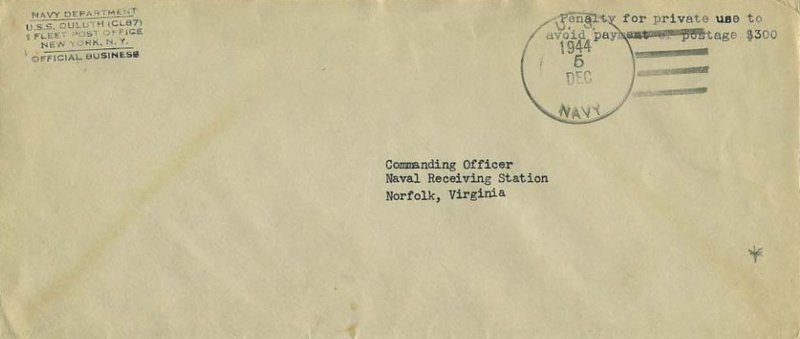 NAVY DEPARTMENT
U.S.S. DULUTH (CL87)
% FLEET POST OFFICE
NEW YORK, N.Y.
OFFICIAL BUSINESS
Penalty for private use to
avoid payment of postage $300
U. S.
1944
5
DEC
NAVY
Commanding Officer
Naval Receiving Station
Norfolk, Virginia